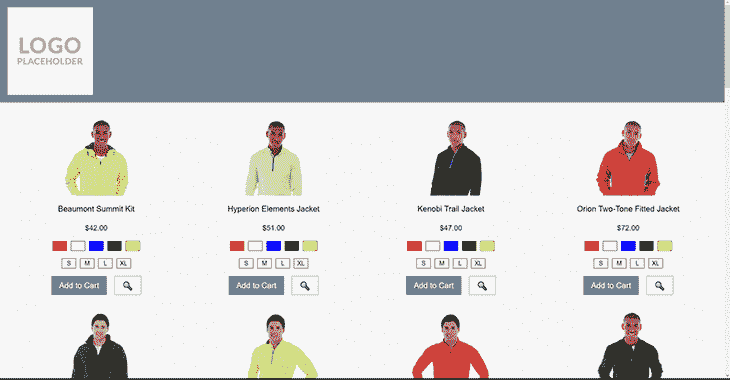 LOGO
PLACEHOLDER
Beaumont Summit Kit
$42.00
S M L XL
Add to Cart
Hyperion Elements Jacket
$51.00
S M L XL
Add to Cart
Kenobi Trail Jacket
$47.00
S M L XL
Add to Cart
Orion Two-Tone Fitted Jacket
$72.00
S M L XL
Add to Cart